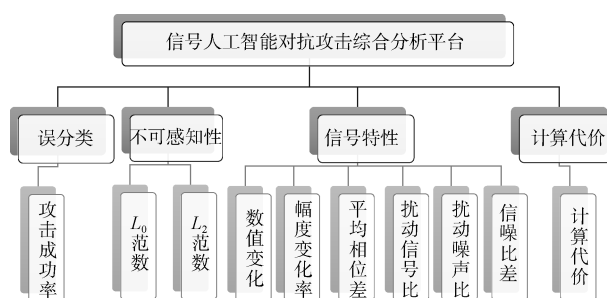 信号人工智能对抗攻击综合分析平台
误分类
不可感知性
信号特性
计算代价
攻击成功率
L0范数
L2范数
数值变化
幅度变化率
平均相位差
扰动信号比
扰动噪声比
信噪比差
计算代价